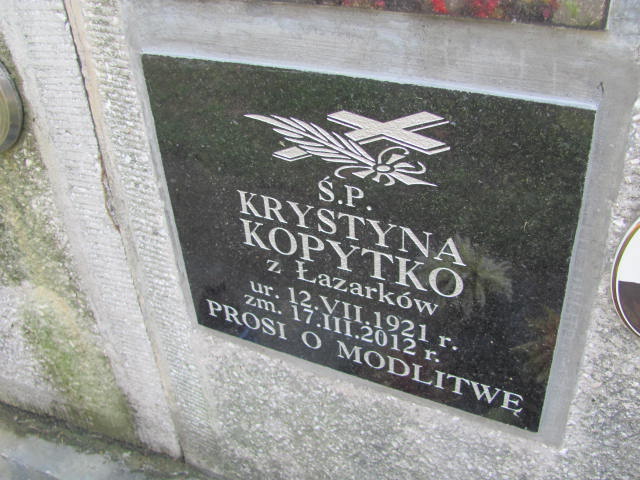 Ś.P.
KRYSTYNA
KOPYTKO
z Łazarków
ur. 12.VII.1921 r.
zm. 17.III.2012 r.
PROSI O MODLITWĘ